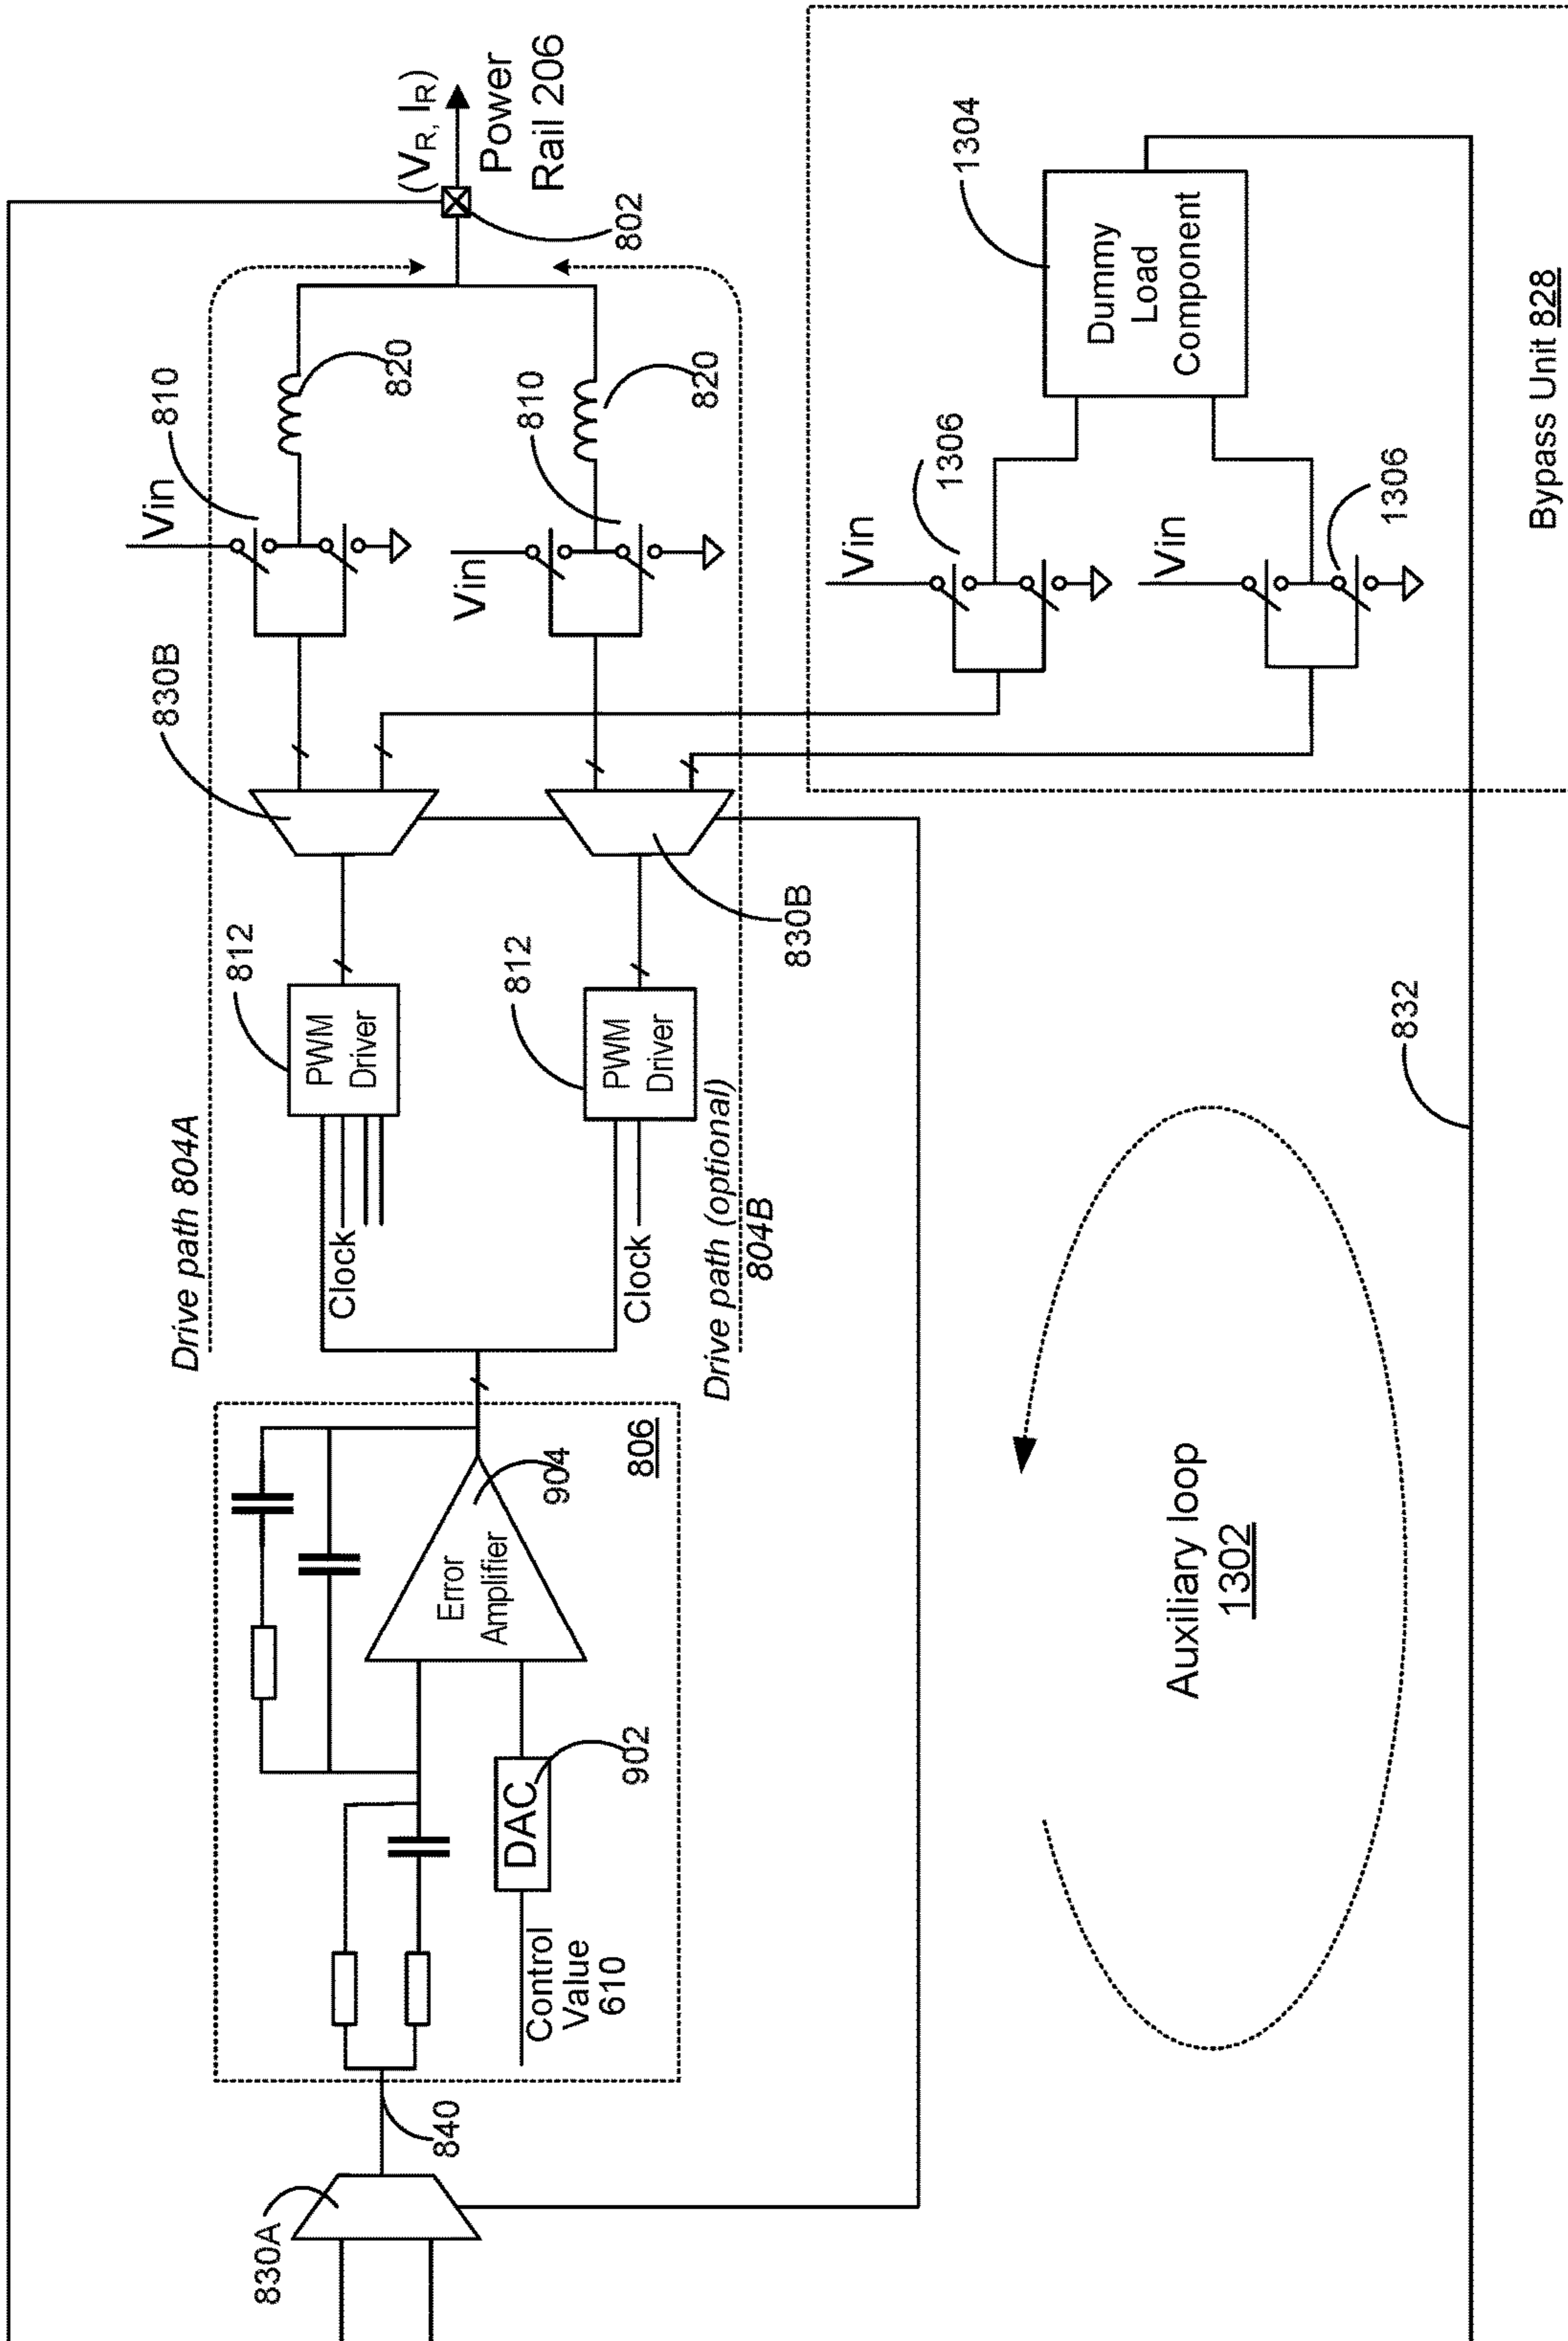 (VR, IR)
Power
Rail 206
802
820
820
810
810
Vin
Vin
830B
830B
812
812
PWM
Driver
PWM
Driver
Clock
Clock
Drive path 804A
Drive path (optional)
804B
806
904
Error
Amplifier
902
DAC
Control
Value
610
840
830A
1304
Dummy
Load
Component
1306
1306
Vin
Vin
Bypass Unit 828
832
Auxiliary loop
1302